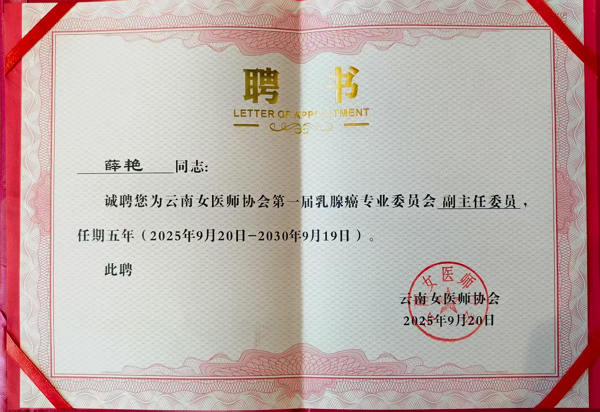 聘书
LETTER OF APPOINTMENT
薛艳 同志:
诚聘您为云南女医师协会第一届乳腺癌专业委员会 副主任委员,
任期五年(2025年9月20日-2030年9月19日)。
此聘
云南女医师协会
2025年9月20日